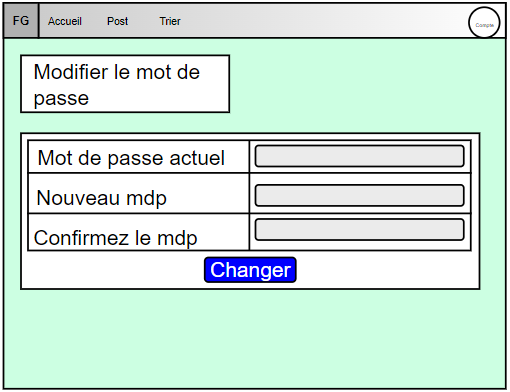 FG Accueil Post Trier Compte
Modifier le mot de
passe
Mot de passe actuel
Nouveau mdp
Confirmez le mdp
Changer